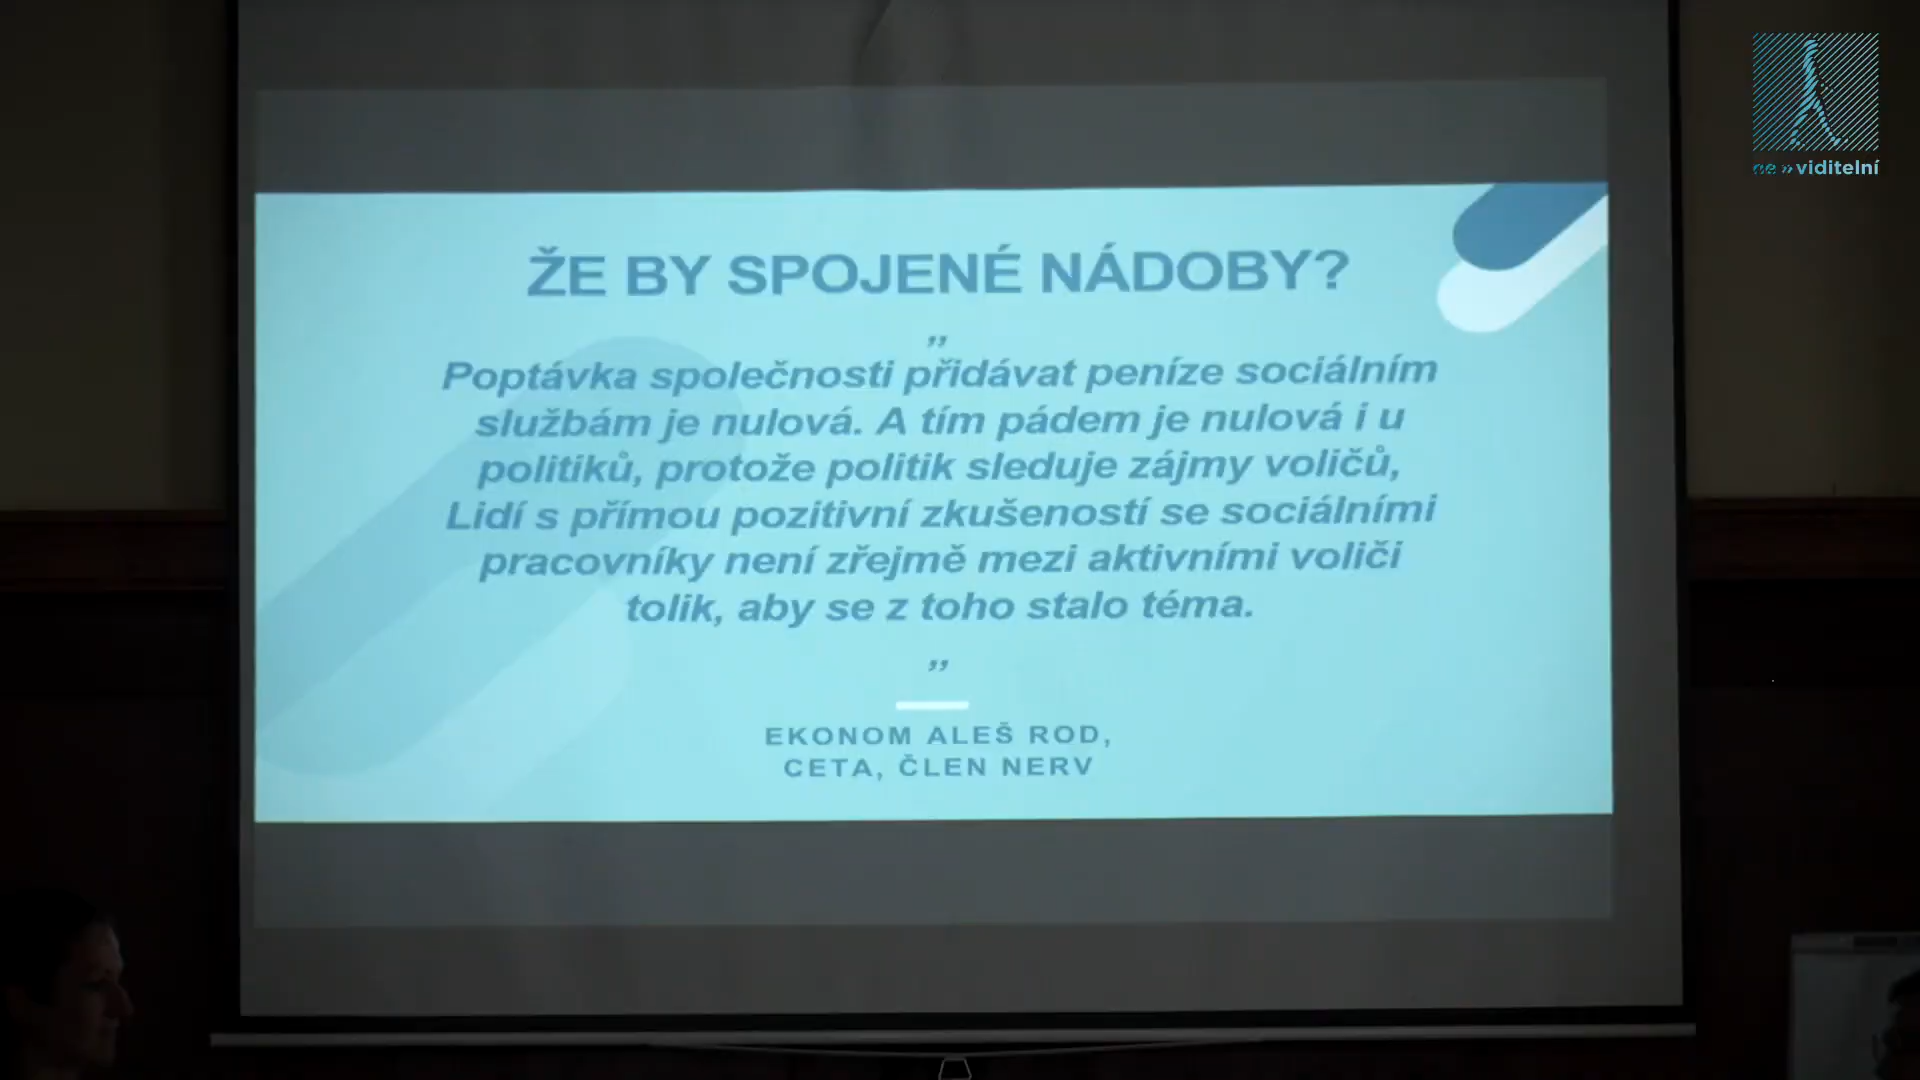 ne»viditelní
ŽE BY SPOJENÉ NÁDOBY?
”
Poptávka společnosti přidávat peníze sociálním
službám je nulová. A tím pádem je nulová i u
politiků, protože politik sleduje zájmy voličů,
Lidí s přímou pozitivní zkušeností se sociálními
pracovníky není zřejmě mezi aktivními voliči
tolik, aby se z toho stalo téma.
”
EKONOM ALEŠ ROD,
CETA, ČLEN NERV